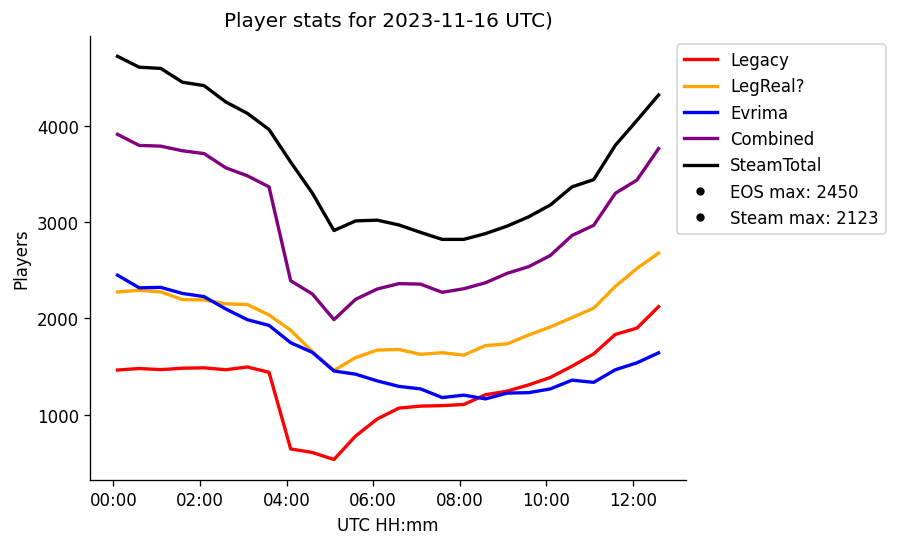 Player stats for 2023-11-16 UTC)
Legacy
LegReal?
Evrima
Combined
SteamTotal
EOS max: 2450
Steam max: 2123
Players
4000
3000
2000
1000
00:00 02:00 04:00 06:00 08:00 10:00 12:00
UTC HH:mm